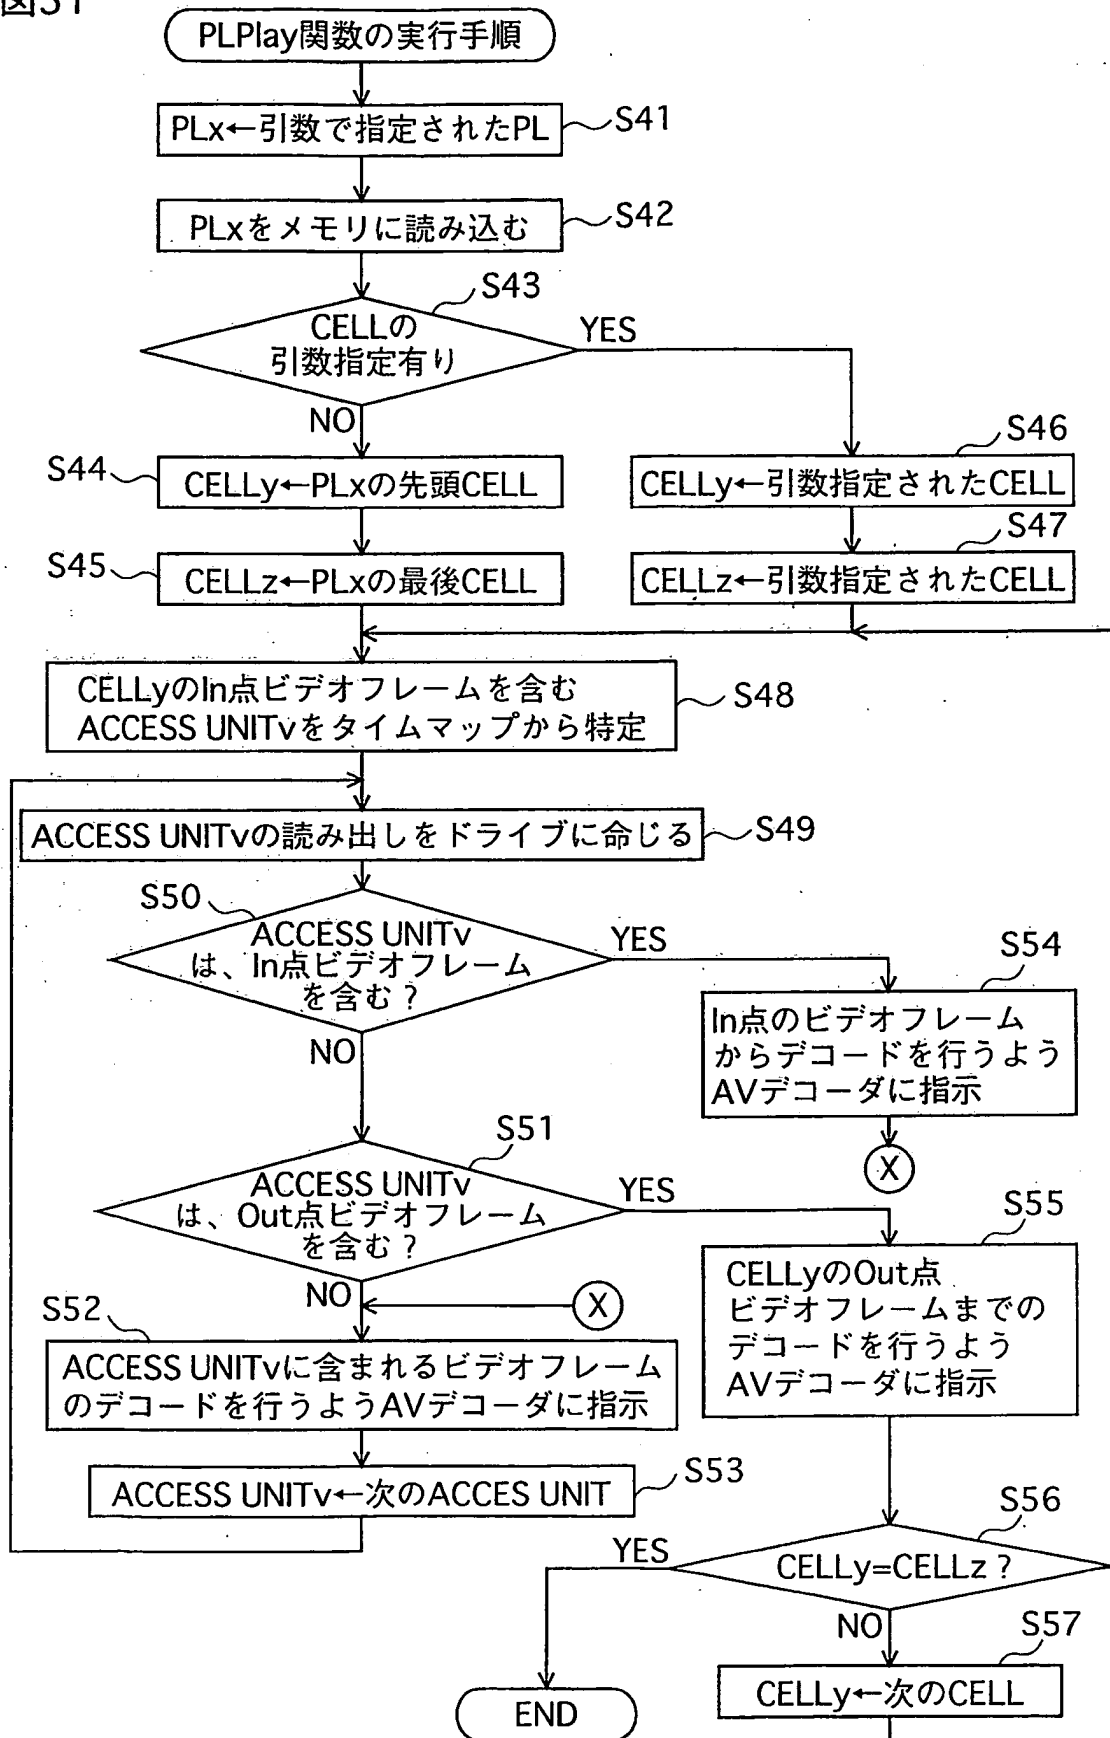 図31
PLPlay関数の実行手順
PLx←引数で指定されたPL
S41
PLxをメモリに読み込む
S42
S43
CELLの
引数指定有り
YES
NO
S44
CELLy←PLxの先頭CELL
S46
CELLy←引数指定されたCELL
S45
CELLz←PLxの最後CELL
S47
CELLz←引数指定されたCELL
CELLyのIn点ビデオフレームを含む
ACCESS UNITvをタイムマップから特定
S48
ACCESS UNITvの読み出しをドライブに命じる
S49
S50
ACCESS UNITv
は、In点ビデオフレーム
を含む？
YES
NO
S54
In点のビデオフレーム
からデコードを行うよう
AVデコーダに指示
X
S51
ACCESS UNITv
は、Out点ビデオフレーム
を含む？
YES
NO
X
S55
CELLyのOut点
ビデオフレームまでの
デコードを行うよう
AVデコーダに指示
S52
ACCESS UNITvに含まれるビデオフレーム
のデコードを行うようAVデコーダに指示
S53
ACCESS UNITv←次のACCES UNIT
S56
CELLy=CELLz？
YES
NO
S57
CELLy←次のCELL
END